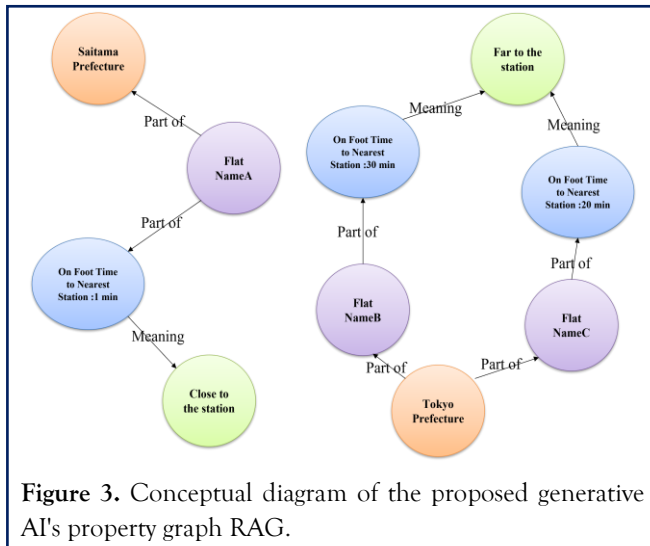 Saitama
Prefecture
Part of
Flat
NameA
Part of
On Foot Time
to Nearest
Station :1 min
Meaning
Close to
the station
Far to the
station
Meaning
Meaning
On Foot Time
to Nearest
Station :30 min
On Foot Time
to Nearest
Station :20 min
Part of
Part of
Flat
NameB
Flat
NameC
Part of
Part of
Tokyo
Prefecture
Figure 3. Conceptual diagram of the proposed generative
AI's property graph RAG.